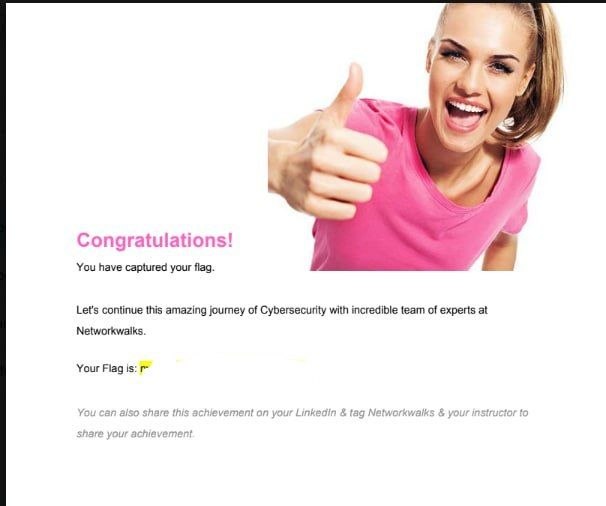 Congratulations!
You have captured your flag.
Let's continue this amazing journey of Cybersecurity with incredible team of experts at
Networkwalks.
Your Flag is:
You can also share this achievement on your LinkedIn & tag Networkwalks & your instructor to
share your achievement.